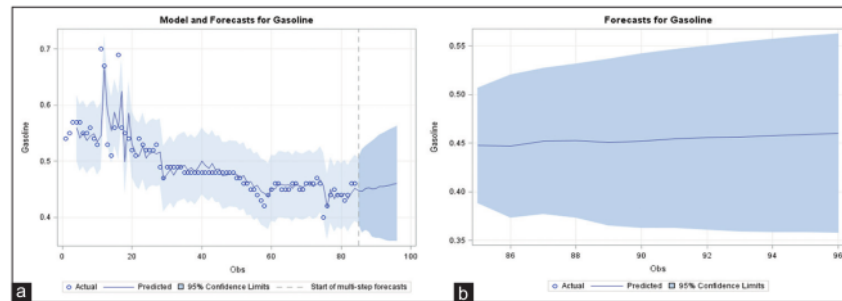 Model and Forecasts for Gasoline
0.7
0.6
0.5
0.4
Gasoline
0
20
40
60
80
100
Obs
Actual
Predicted
95% Confidence Limits
Start of multi-step forecasts
a
Forecasts for Gasoline
0.55
0.50
0.45
0.40
0.35
Gasoline
86
88
90
92
94
96
Obs
Actual
Predicted
95% Confidence Limits
b